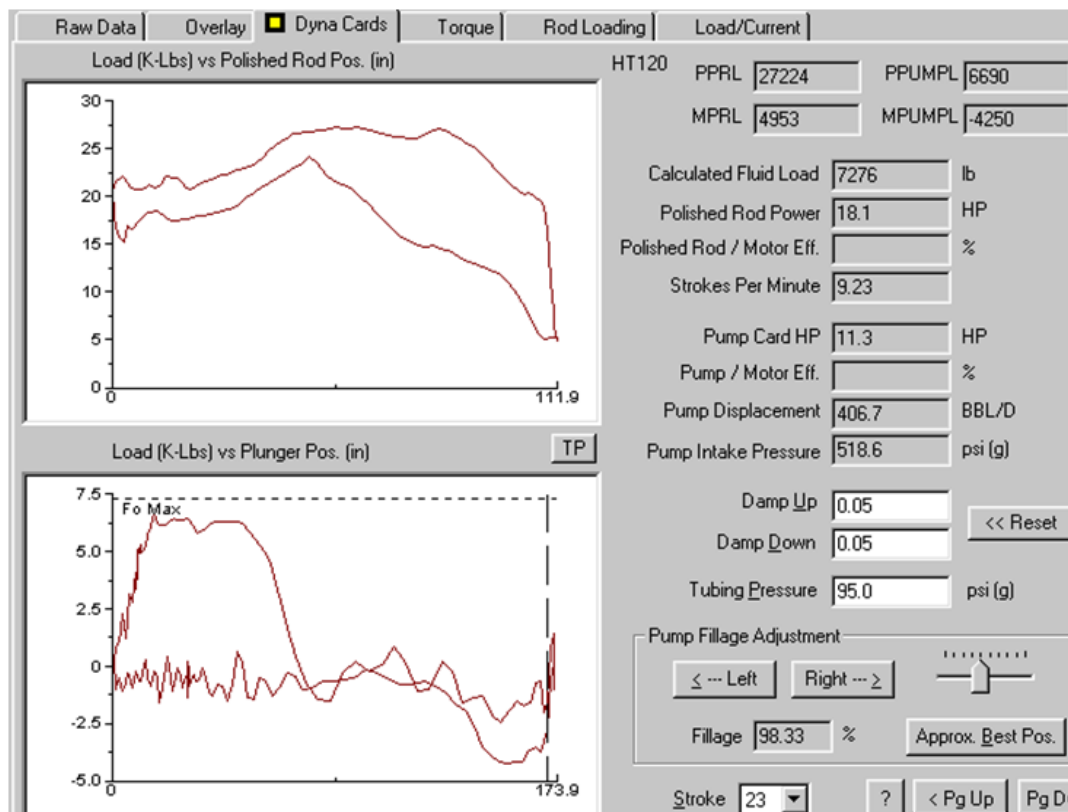 Raw Data Overlay Dyna Cards Torque Rod Loading Load/Current
Load (K-Lbs) vs Polished Rod Pos. (in)
30
25
20
15
10
5
0
0 111.9
Load (K-Lbs) vs Plunger Pos. (in) TP
7.5
Fo Max
5.0
2.5
0
-2.5
-5.0
0 173.9
HT120 PPRL 27224 PPUMPL 6690
MPRL 4953 MPUMPL -4250
Calculated Fluid Load 7276 lb
Polished Rod Power 18.1 HP
Polished Rod / Motor Eff. %
Strokes Per Minute 9.23
Pump Card HP 11.3 HP
Pump / Motor Eff. %
Pump Displacement 406.7 BBL/D
Pump Intake Pressure 518.6 psi (g)
Damp Up 0.05
<< Reset
Damp Down 0.05
Tubing Pressure 95.0 psi (g)
Pump Fillage Adjustment
< --- Left Right --- >
Fillage 98.33 % Approx. Best Pos.
Stroke 23 ? < Pg Up Pg D